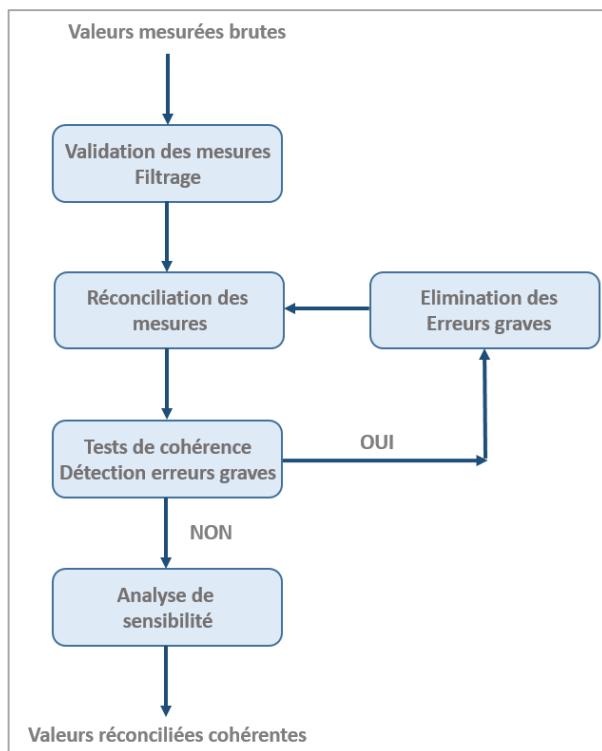 Valeurs mesurées brutes
Validation des mesures
Filtrage
Réconciliation des
mesures
Elimination des
Erreurs graves
Tests de cohérence
Détection erreurs graves
OUI
NON
Analyse de
sensibilité
Valeurs réconciliées cohérentes